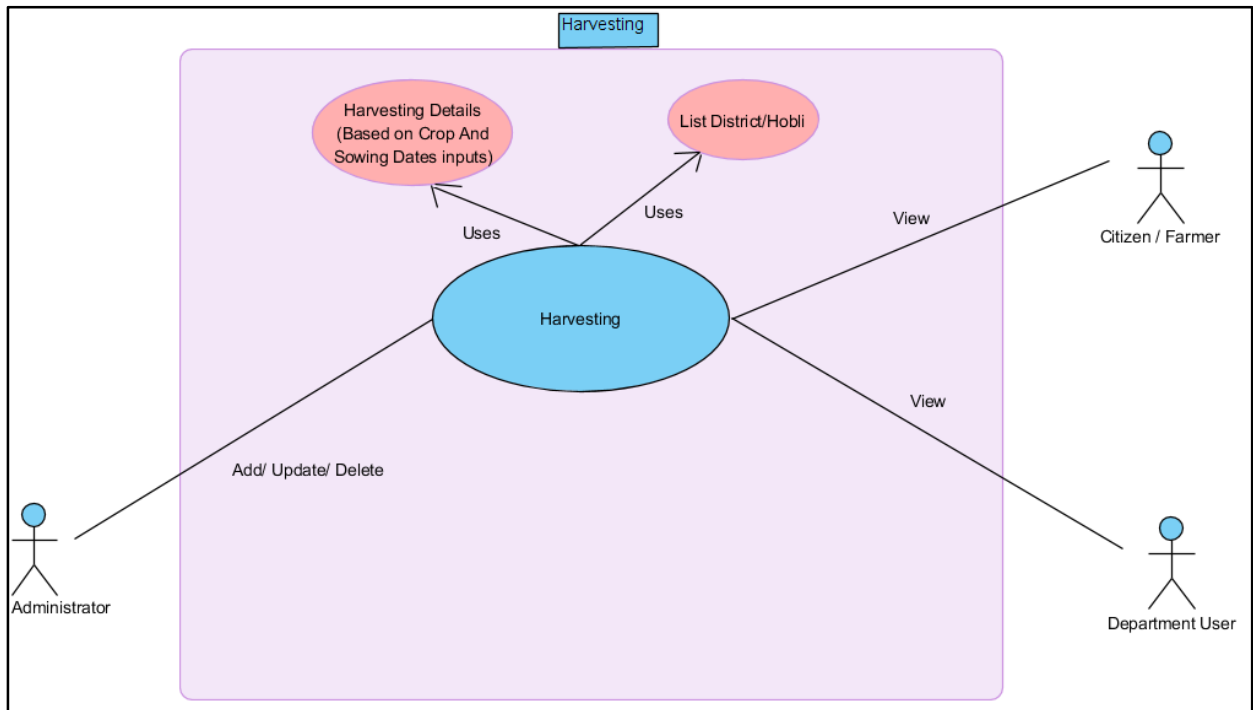 Harvesting
Harvesting Details
(Based on Crop And
Sowing Dates inputs)
List District/Hobli
Uses
Uses
View
Citizen / Farmer
Harvesting
View
Add/ Update/ Delete
Administrator
Department User